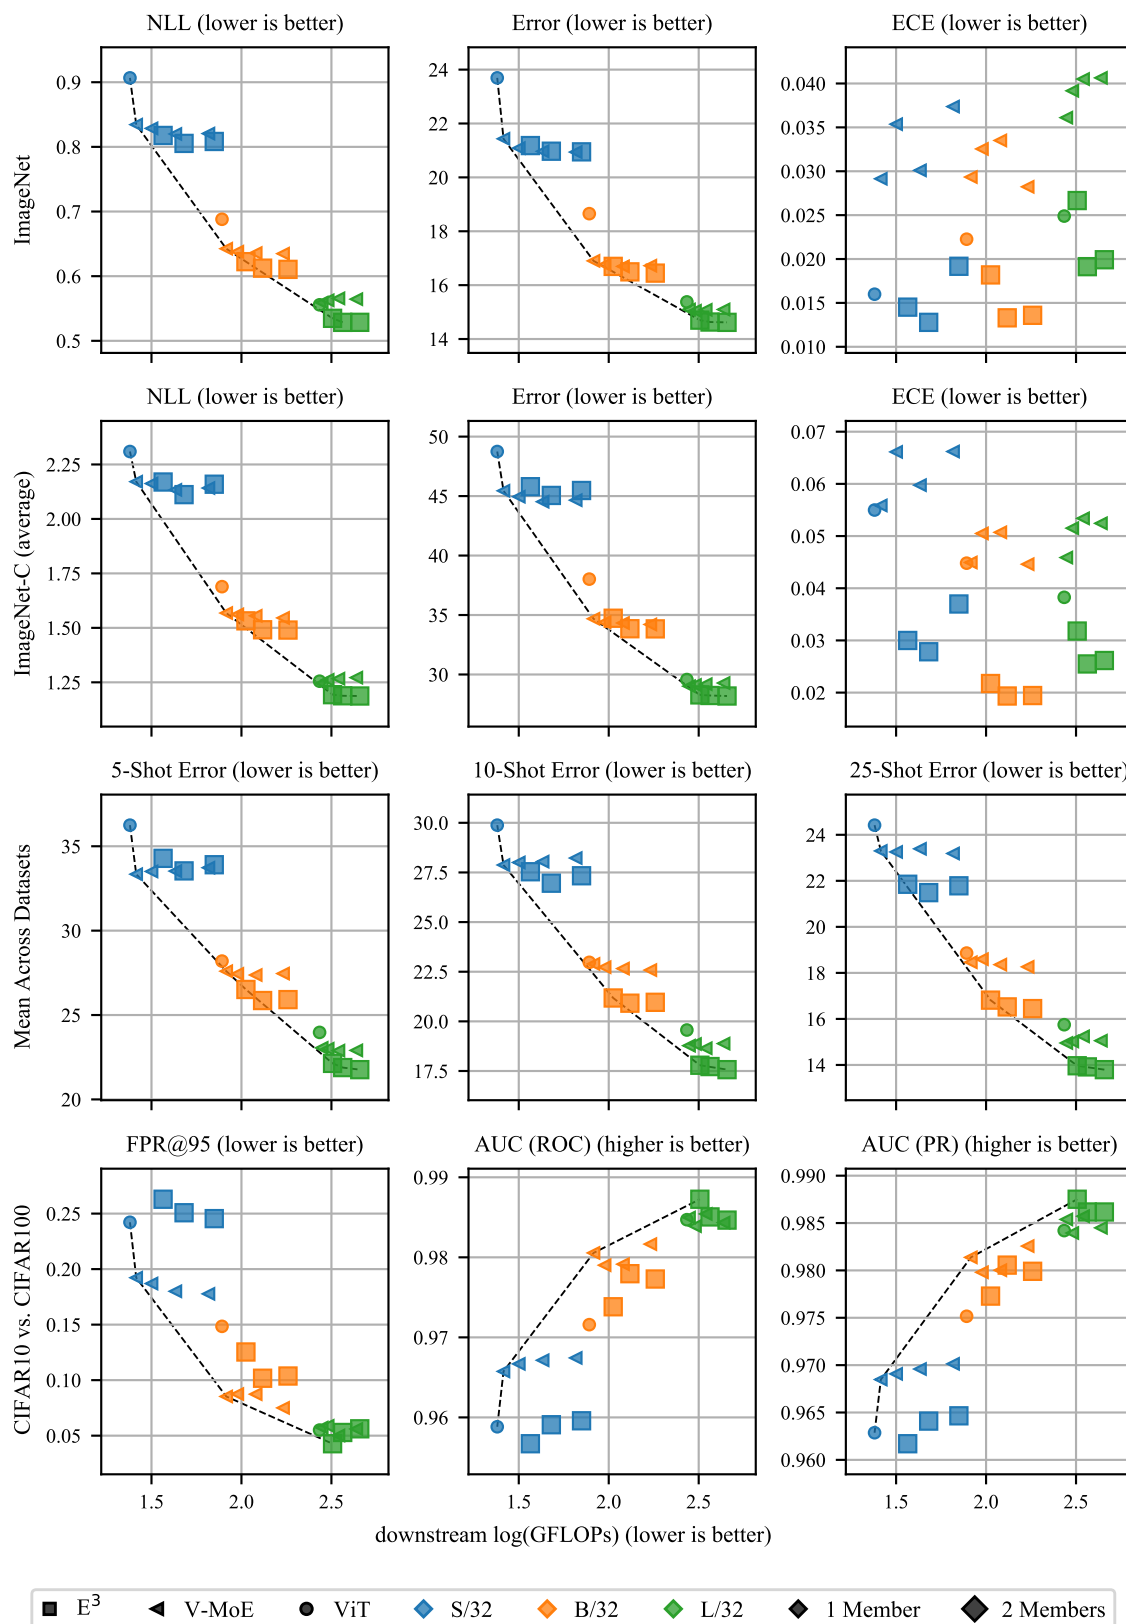 NLL (lower is better) Error (lower is better) ECE (lower is better)
ImageNet
0.9 0.8 0.7 0.6 0.5
24 22 20 18 16 14
0.040 0.035 0.030 0.025 0.020 0.015 0.010
NLL (lower is better) Error (lower is better) ECE (lower is better)
ImageNet-C (average)
2.25 2.00 1.75 1.50 1.25
50 45 40 35 30
0.07 0.06 0.05 0.04 0.03 0.02
5-Shot Error (lower is better) 10-Shot Error (lower is better) 25-Shot Error (lower is better)
Mean Across Datasets
35 30 25 20
30.0 27.5 25.0 22.5 20.0 17.5
24 22 20 18 16 14
FPR@95 (lower is better) AUC (ROC) (higher is better) AUC (PR) (higher is better)
CIFAR10 vs. CIFAR100
0.25 0.20 0.15 0.10 0.05
0.99 0.98 0.97 0.96
0.990 0.985 0.980 0.975 0.970 0.965 0.960
1.5 2.0 2.5 1.5 2.0 2.5 1.5 2.0 2.5
downstream log(GFLOPs) (lower is better)
E³ V-MoE ViT S/32 B/32 L/32 1 Member 2 Members